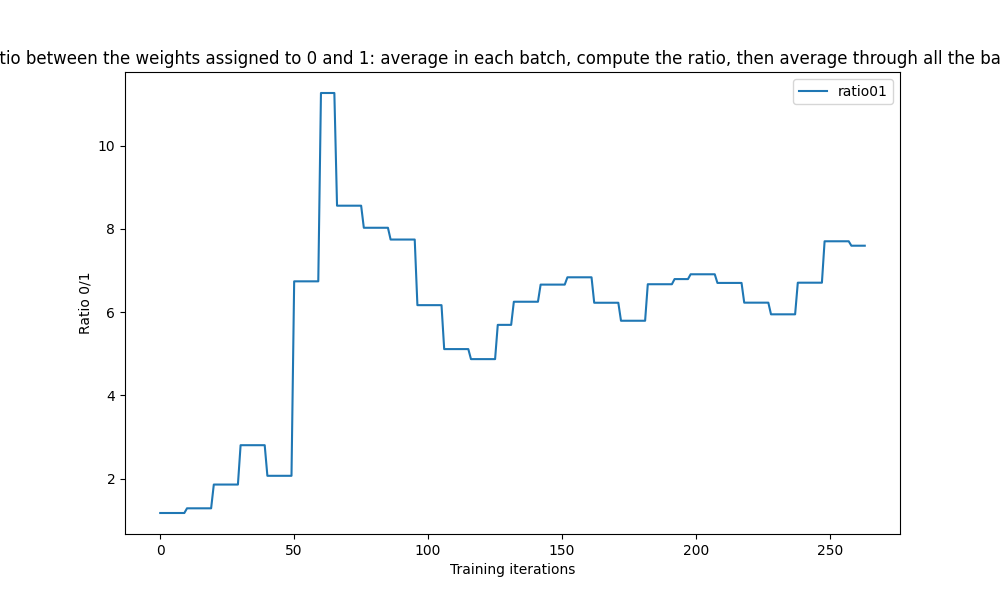 tio between the weights assigned to 0 and 1: average in each batch, compute the ratio, then average through all the ba
ratio01
10
8
6
4
2
Ratio 0/1
0 50 100 150 200 250
Training iterations